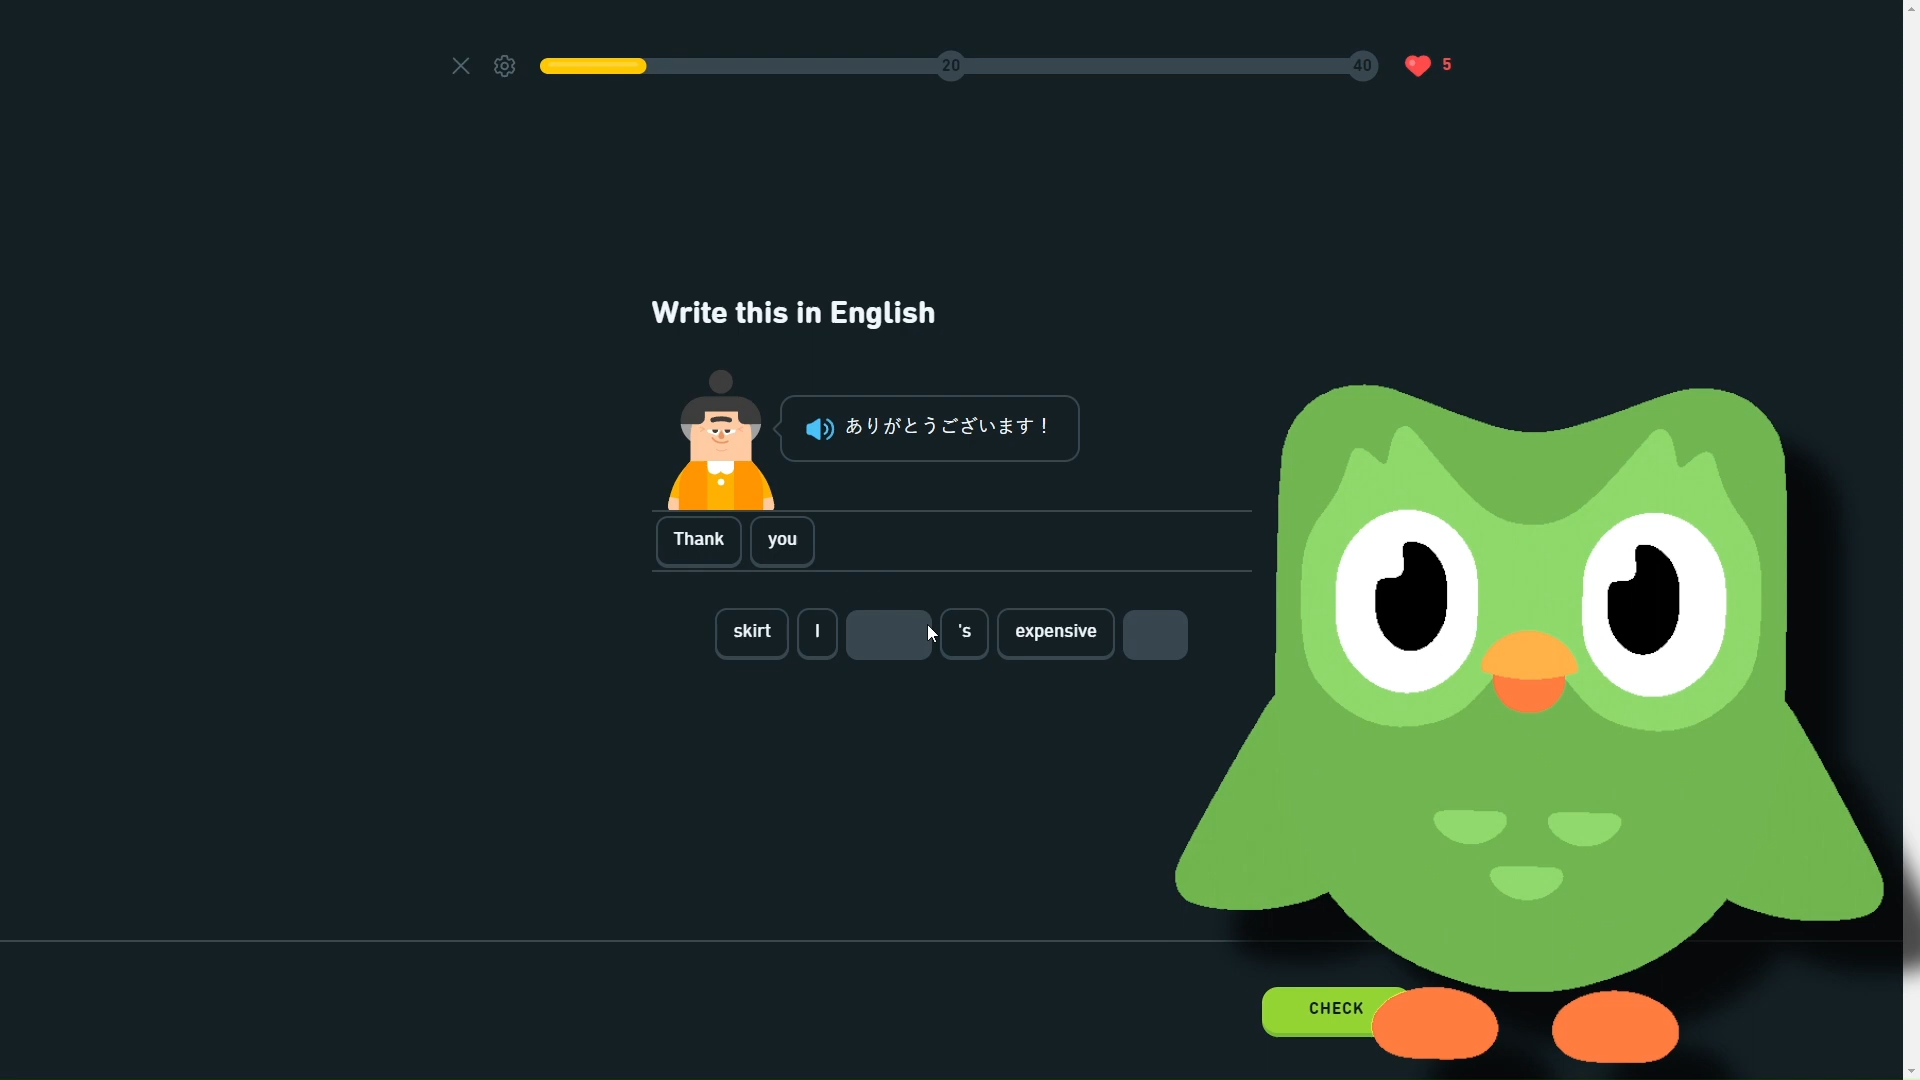 20
40
5
Write this in English
ありがとうございます！
Thank you
skirt I 's expensive
CHECK